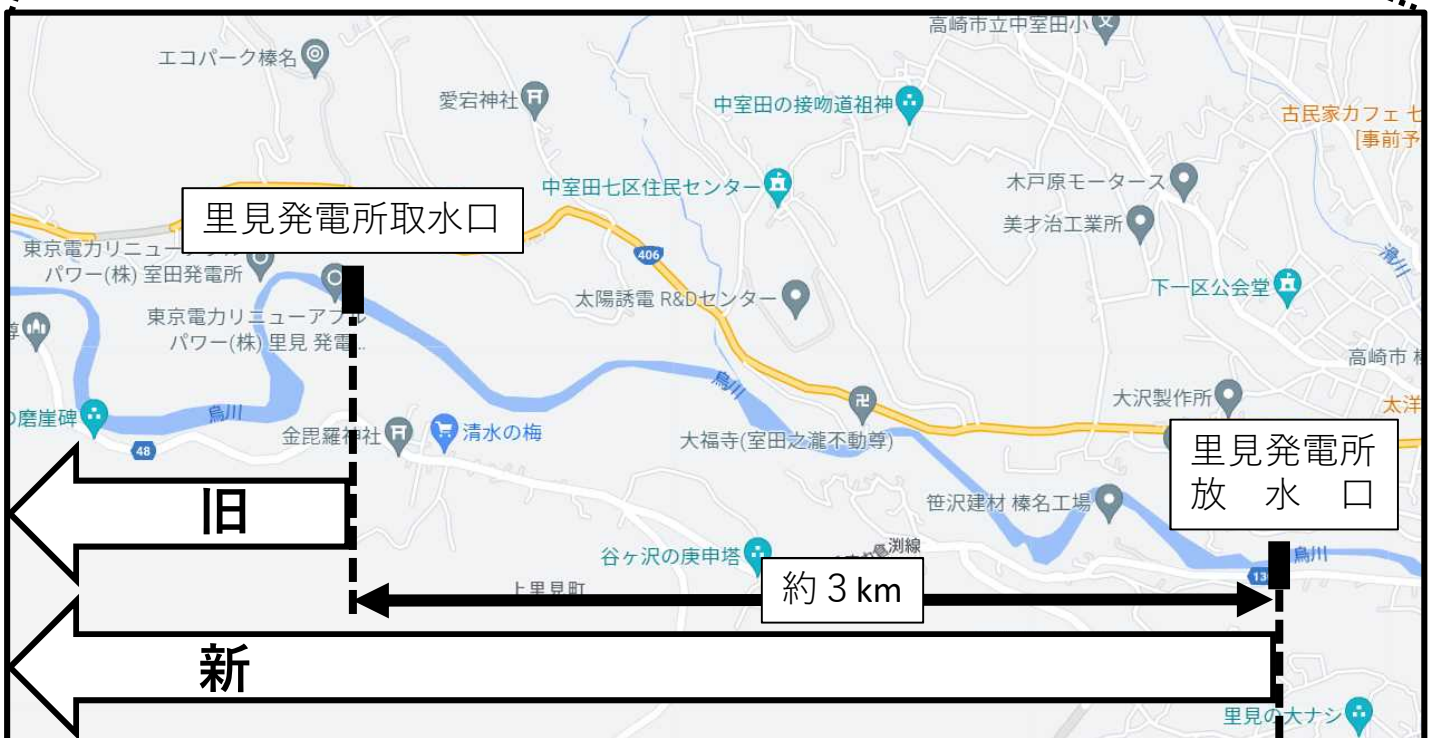 高崎市立中室田小
エコパーク榛名
愛宕神社
中室田の接吻道祖神
古民家カフェ 七
[事前予
中室田七区住民センター
木戸原モータース
里見発電所取水口
美才治工業所
東京電力リニューアブル
パワー(株) 室田発電所
406
滑川
下一区公会堂
太陽誘電 R&Dセンター
東京電力リニューアブル
パワー(株) 里見 発電...
高崎市
烏川
大沢製作所
の磨崖碑
烏川
太洋
金毘羅神社
清水の梅
大福寺(室田之瀧不動尊)
48
里見発電所
放水口
旧
笹沢建材 榛名工場
谷ヶ沢の庚申塔
渕線
烏川
13
上里見町
約3km
新
里見の大ナシ